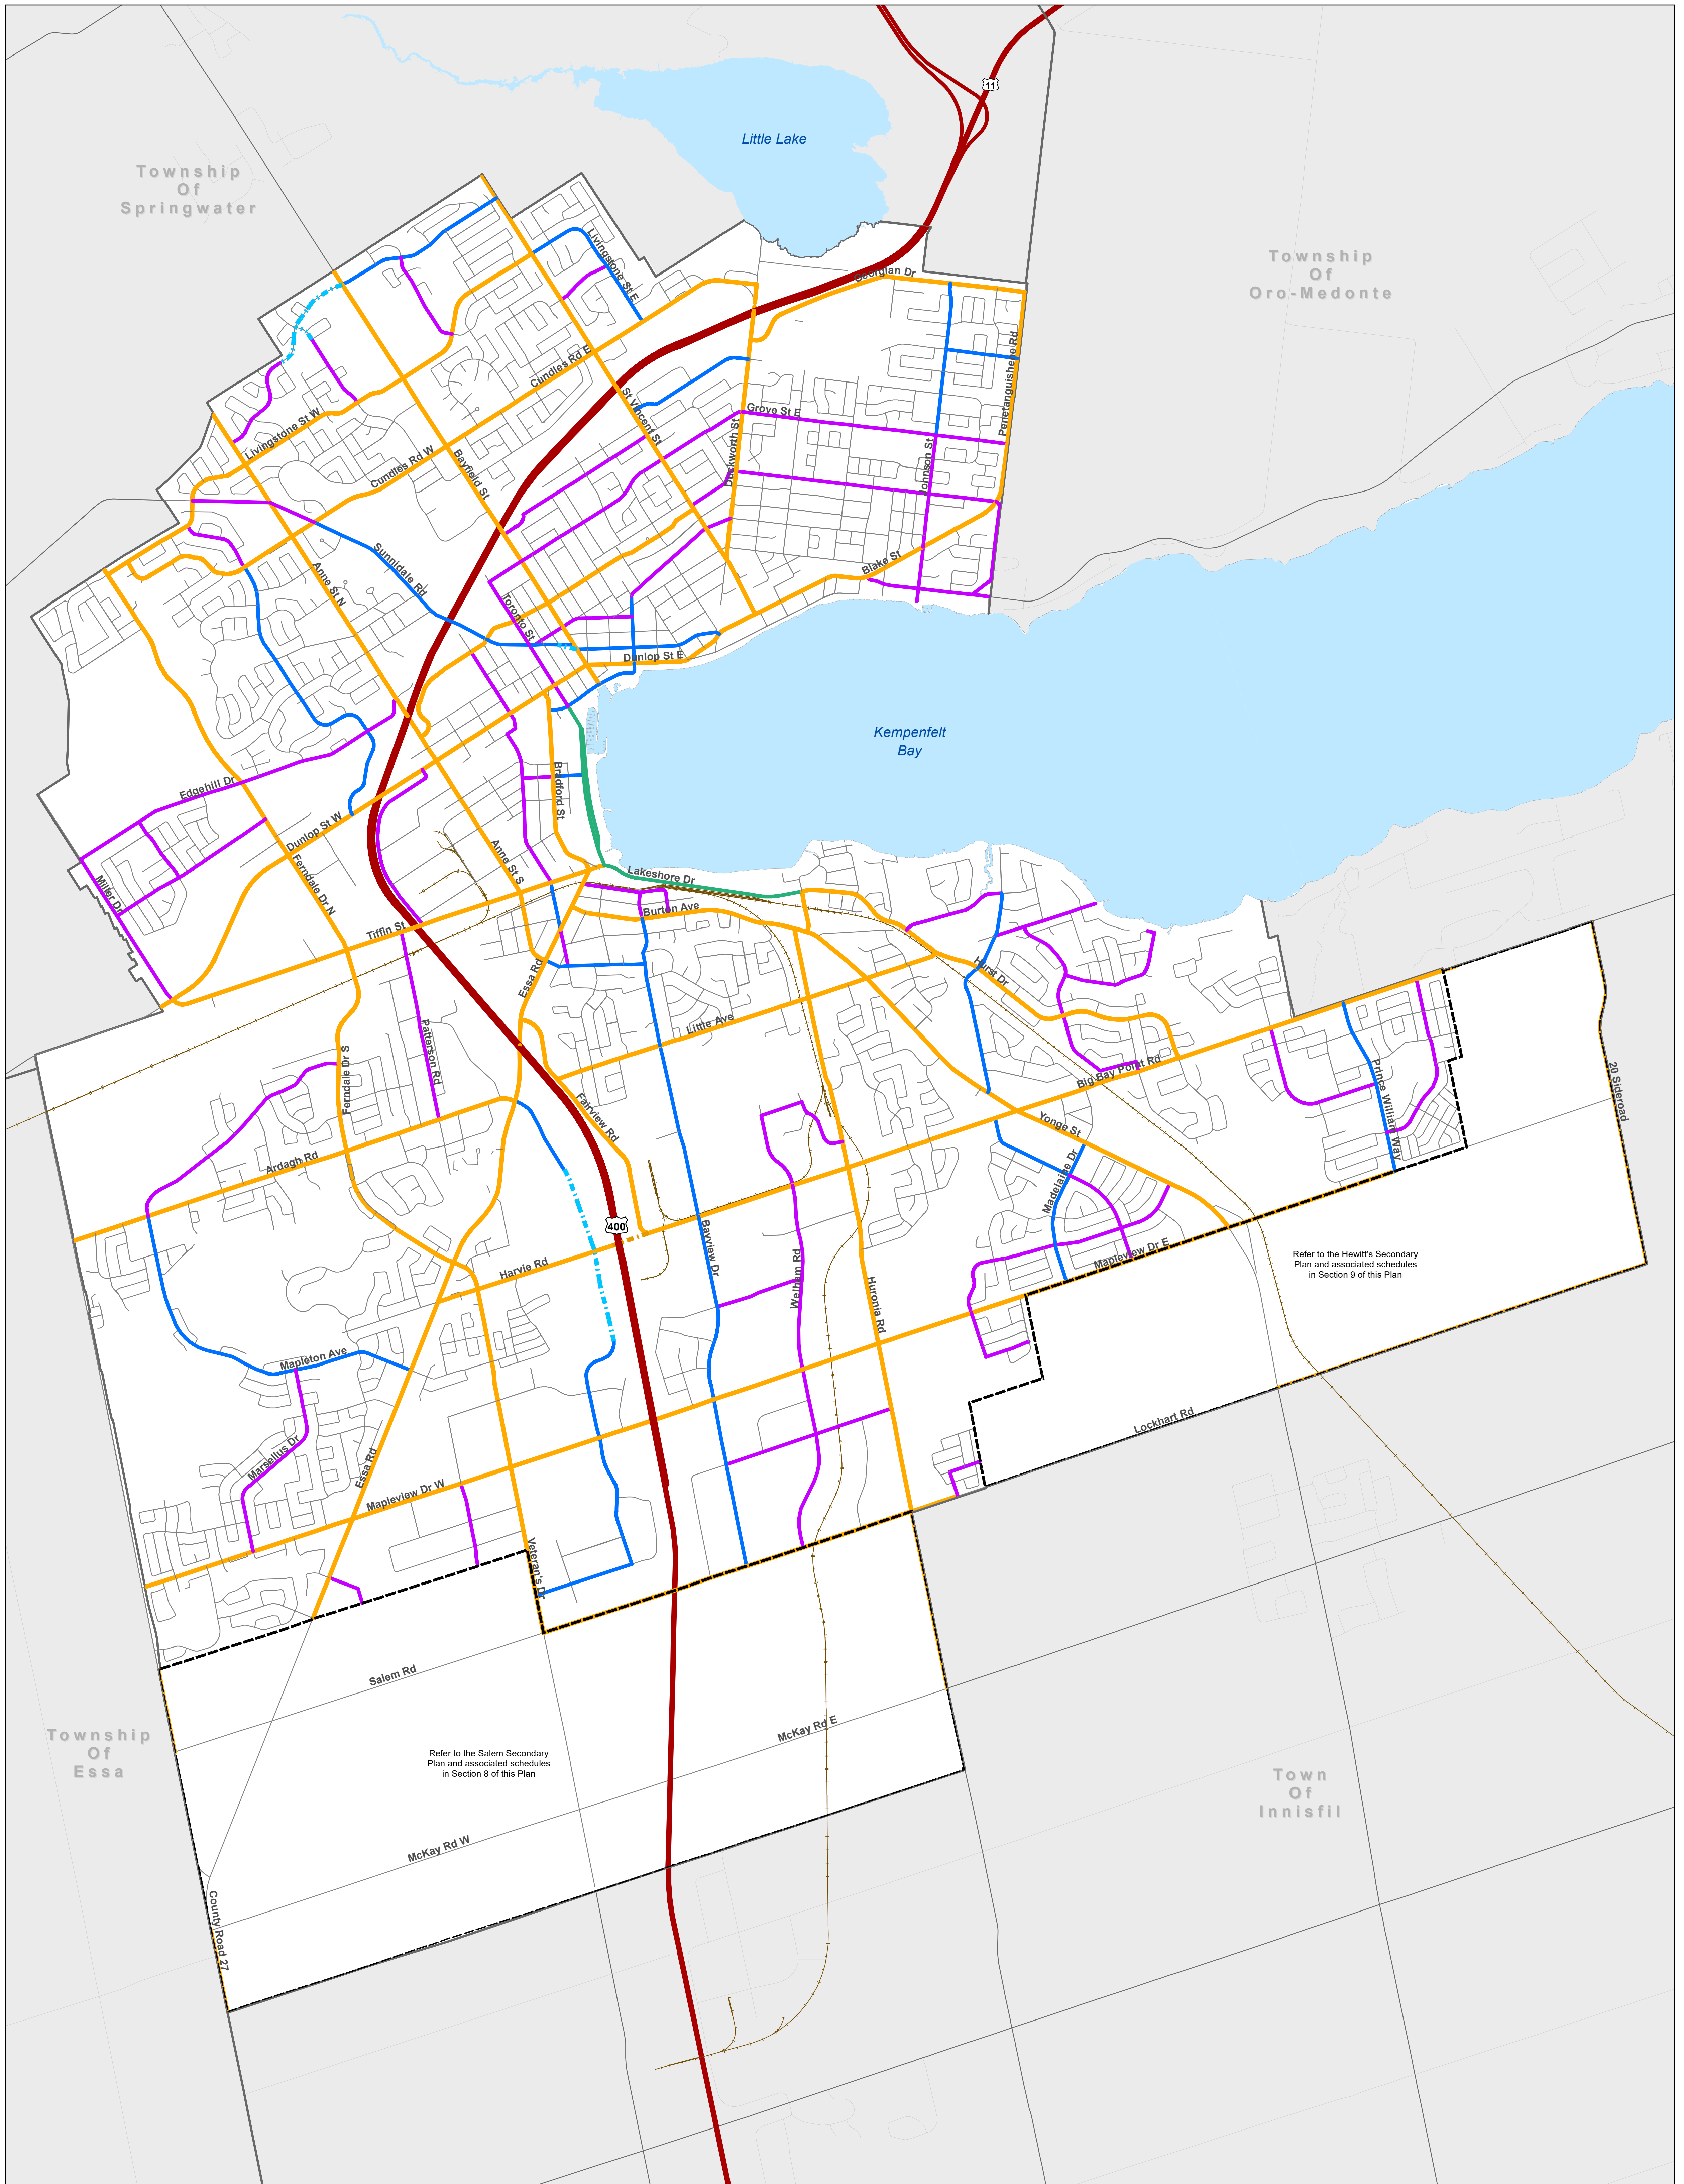 11
Little Lake
Township
Of
Springwater
Livingstone St E
Georgian Dr
Township
Of
Oro-Medonte
Penetanguishene Rd
Cundles Rd E
St Vincent St
Grove St E
Livingstone St W
Duckworth St
Cundles Rd W
Bayfield St
Johnson St
Sunnidale Rd
Anne St N
Blake St
Toronto St
Dunlop St E
Kempenfelt
Bay
Edgehill Dr
Bradford St
Dunlop St W
Anne St S
Miller Dr
Ferndale Dr N
Lakeshore Dr
Burton Ave
Tiffin St
Essa Rd
Hurst Dr
Little Ave
Patterson Rd
Ferndale Dr S
Big Bay Point Rd
20 Sideroad
Fairview Rd
Prince William Way
Yonge St
Ardagh Rd
Madelaine Dr
400
Bayview Dr
Mapleview Dr E
Refer to the Hewitt's Secondary
Plan and associated schedules
in Section 9 of this Plan
Harvie Rd
Welham Rd
Huronia Rd
Mapleton Ave
Lockhart Rd
Marsellus Dr
Essa Rd
Mapleview Dr W
Veteran's Dr
Salem Rd
McKay Rd E
Township
Of
Essa
Refer to the Salem Secondary
Plan and associated schedules
in Section 8 of this Plan
Town
Of
Innisfil
McKay Rd W
County Road 27